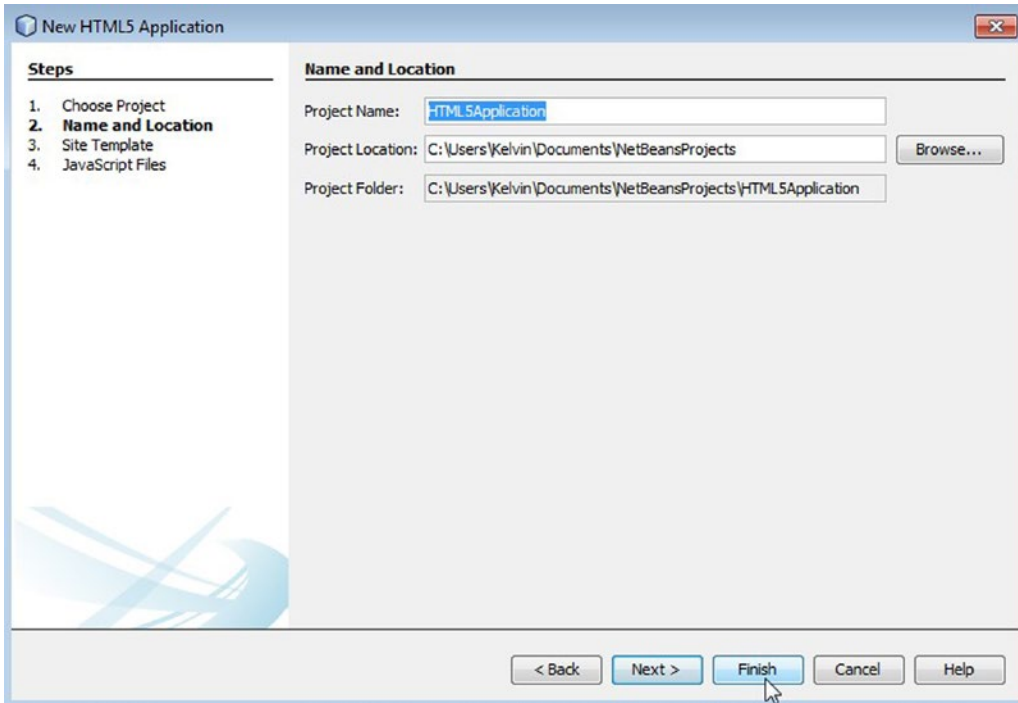 New HTML5 Application
Steps
1. Choose Project
2. Name and Location
3. Site Template
4. JavaScript Files
Name and Location
Project Name: HTML5Application
Project Location: C:\Users\Kelvin\Documents\NetBeansProjects Browse...
Project Folder: C:\Users\Kelvin\Documents\NetBeansProjects\HTML5Application
< Back Next > Finish Cancel Help